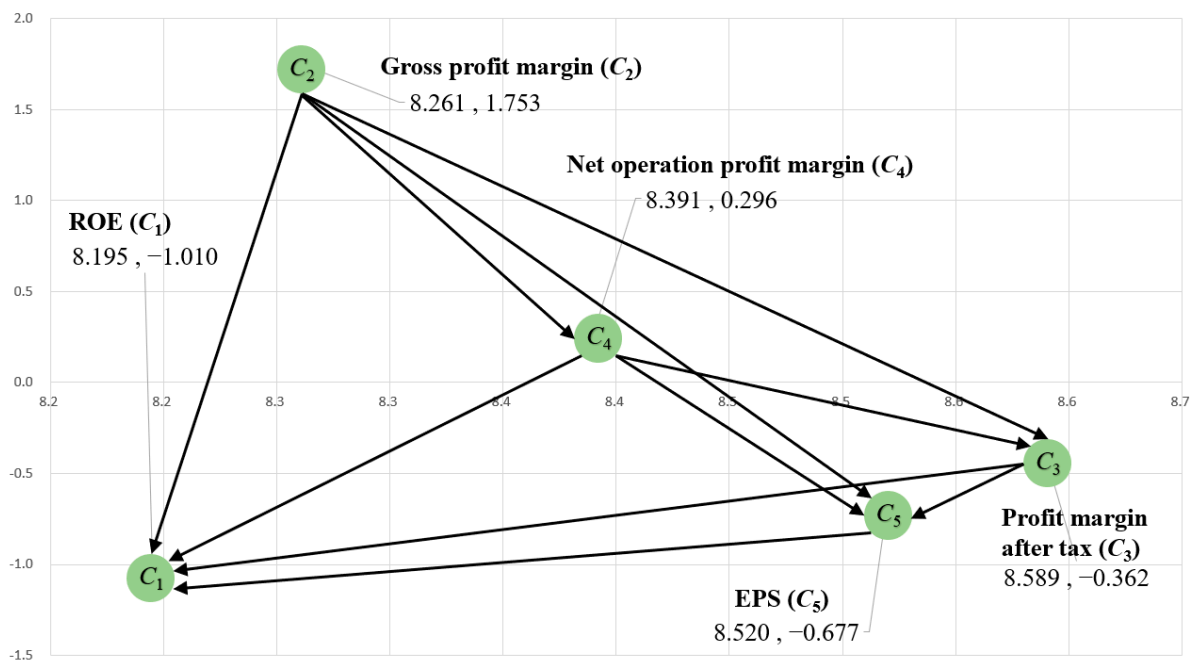 2.0
C₂
Gross profit margin (C₂)
8.261 , 1.753
1.5
Net operation profit margin (C₄)
8.391 , 0.296
1.0
ROE (C₁)
8.195 , −1.010
0.5
C₄
0.0
8.2 8.2 8.3 8.3 8.4 8.4 8.5 8.5 8.6 8.6 8.7
-0.5
C₃
C₅
Profit margin
after tax (C₃)
8.589 , −0.362
-1.0
C₁
EPS (C₅)
8.520 , −0.677
-1.5